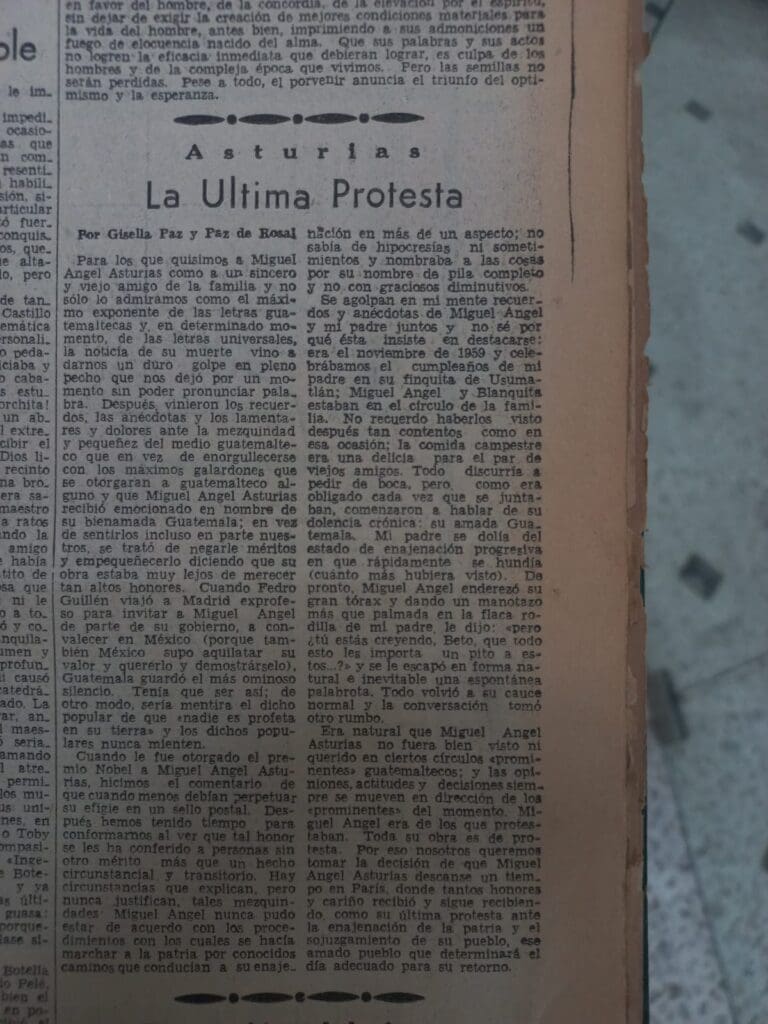 en favor del hombre, de la concordia, de la elevación por el espíritu,
sin dejar de exigir la creación de mejores condiciones materiales para
la vida del hombre, antes bien, imprimiendo a sus admoniciones un
fuego de elocuencia nacido del alma. Que sus palabras y sus actos
no logren la eficacia inmediata que debieran lograr, es culpa de los
hombres y de la compleja época que vivimos. Pero las semillas no
serán perdidas. Pese a todo, el porvenir anuncia el triunfo del opti-
mismo y la esperanza.
Asturias
La Ultima Protesta
Por Gisella Paz y Paz de Rosal
Para los que quisimos a Miguel
Angel Asturias como a un sincero
y viejo amigo de la familia y no
sólo lo admiramos como el máxi-
mo exponente de las letras gua-
temaltecas y, en determinado mo-
mento, de las letras universales,
la noticia de su muerte vino a
darnos un duro golpe en pleno
pecho que nos dejó por un mo-
mento sin poder pronunciar pala-
bra. Después, vinieron los recuer-
dos, las anécdotas y los lamenta-
res y dolores ante la mezquindad
y pequeñez del medio guatemalte-
co que en vez de enorgullecerse
con los máximos galardones que
se otorgaran a guatemalteco al-
guno y que Miguel Angel Asturias
recibió emocionado en nombre de
su bienamada Guatemala; en vez
de sentirlos incluso en parte nues-
tros, se trató de negarle méritos
y empequeñecerlo diciendo que su
obra estaba muy lejos de merecer
tan altos honores. Cuando Fedro
Guillén viajó a Madrid exprofe-
so para invitar a Miguel Angel
de parte de su gobierno, a con-
valecer en México (porque tam-
bién México supo aquilatar su
valor y quererlo y demostrárselo),
Guatemala guardó el más ominoso
silencio. Tenía que ser así; de
otro modo, sería mentira el dicho
popular de que «nadie es profeta
en su tierra» y los dichos popu-
lares nunca mienten.
Cuando le fue otorgado el pre-
mio Nobel a Miguel Angel Astu-
rias, hicimos el comentario de
que cuando menos debían perpetuar
su efigie en un sello postal. Des-
pués hemos tenido tiempo para
conformarnos al ver que tal honor
se les ha conferido a personas sin
otro mérito más que un hecho
circunstancial y transitorio. Hay
circunstancias que explican, pero
nunca justifican, tales mezquin-
dades. Miguel Angel nunca pudo
estar de acuerdo con los proce-
dimientos con los cuales se hacía
marchar a la patria por conocidos
caminos que conducían a su enaje-
nación en más de un aspecto; no
sabía de hipocresías ni someti-
mientos y nombraba a las cosas
por su nombre de pila completo
y no con graciosos diminutivos.
Se agolpan en mi mente recuer-
dos y anécdotas de Miguel Angel
y mi padre juntos y no sé por
qué ésta insiste en destacarse:
era el noviembre de 1959 y cele-
brábamos el cumpleaños de mi
padre en su finquita de Usuma-
tlán; Miguel Angel y Blanquita
estaban en el círculo de la fami-
lia. No recuerdo haberlos visto
después tan contentos como en
esa ocasión; la comida campestre
era una delicia para el par de
viejos amigos. Todo discurría a
pedir de boca, pero, como era
obligado cada vez que se junta-
ban, comenzaron a hablar de su
dolencia crónica: su amada Gua-
temala. Mi padre se dolía del
estado de enajenación progresiva
en que rápidamente se hundía
(cuánto más hubiera visto). De
pronto, Miguel Angel enderezó su
gran tórax y dando un manotazo
más que palmada en la flaca ro-
dilla de mi padre, le dijo: «pero
¿tú estás creyendo, Beto, que todo
esto les importa un pito a es-
tos...?» y se le escapó en forma na-
tural e inevitable una espontánea
palabrota. Todo volvió a su cauce
normal y la conversación tomó
otro rumbo.
Era natural que Miguel Angel
Asturias no fuera bien visto ni
querido en ciertos círculos «promi-
nentes» guatemaltecos; y las opi-
niones, actitudes y decisiones siem-
pre se mueven en dirección de los
«prominentes» del momento. Mi-
guel Angel era de los que protes-
taban. Toda su obra es de pro-
testa. Por eso nosotros queremos
tomar la decisión de que Miguel
Angel Asturias descanse un tiem-
po en París, donde tantos honores
y cariño recibió y sigue recibien-
do, como su última protesta ante
la enajenación de la patria y el
sojuzgamiento de su pueblo, ese
amado pueblo que determinará el
día adecuado para su retorno.